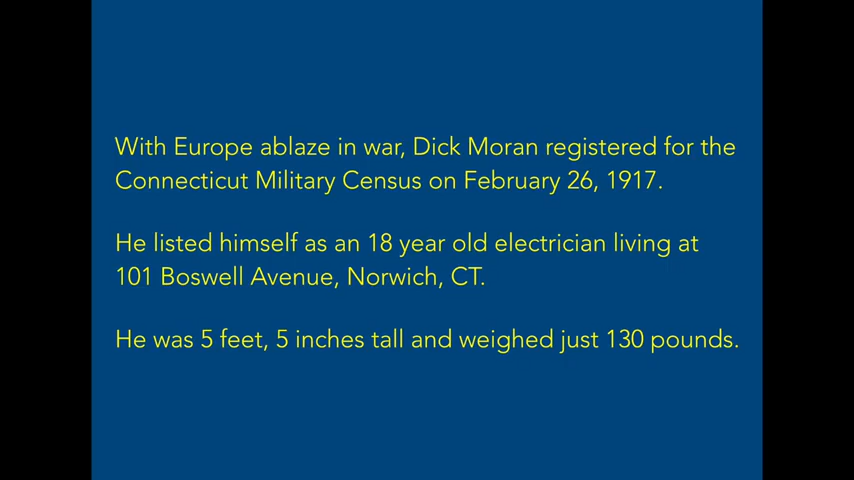 With Europe ablaze in war, Dick Moran registered for the
Connecticut Military Census on February 26, 1917.
He listed himself as an 18 year old electrician living at
101 Boswell Avenue, Norwich, CT.
He was 5 feet, 5 inches tall and weighed just 130 pounds.